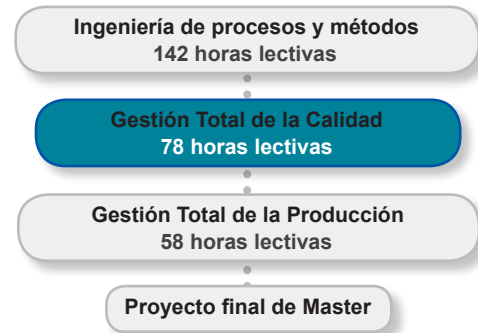 Ingeniería de procesos y métodos
142 horas lectivas
Gestión Total de la Calidad
78 horas lectivas
Gestión Total de la Producción
58 horas lectivas
Proyecto final de Master